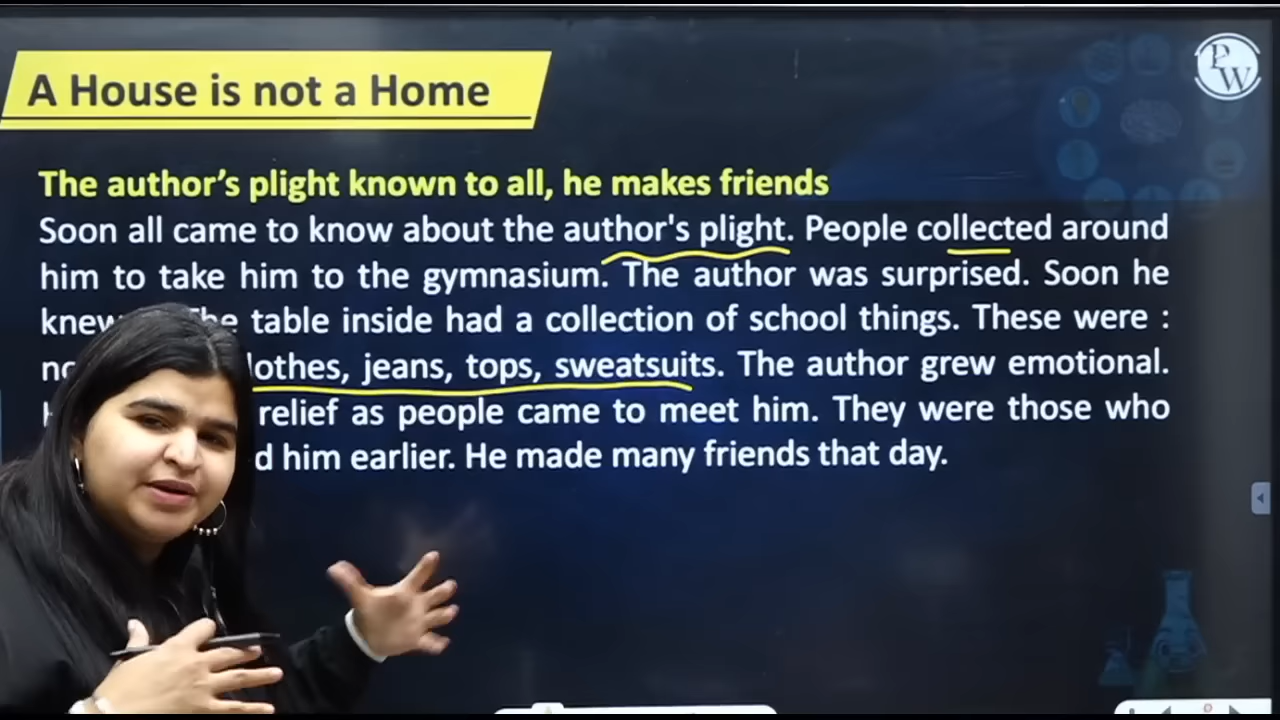 A House is not a Home
P
W
The author's plight known to all, he makes friends
Soon all came to know about the author's plight. People collected around
him to take him to the gymnasium. The author was surprised. Soon he
knew The table inside had a collection of school things. These were :
jeans, tops, sweatsuits. The author grew emotional.
relief as people came to meet him. They were those who
him earlier. He made many friends that day.